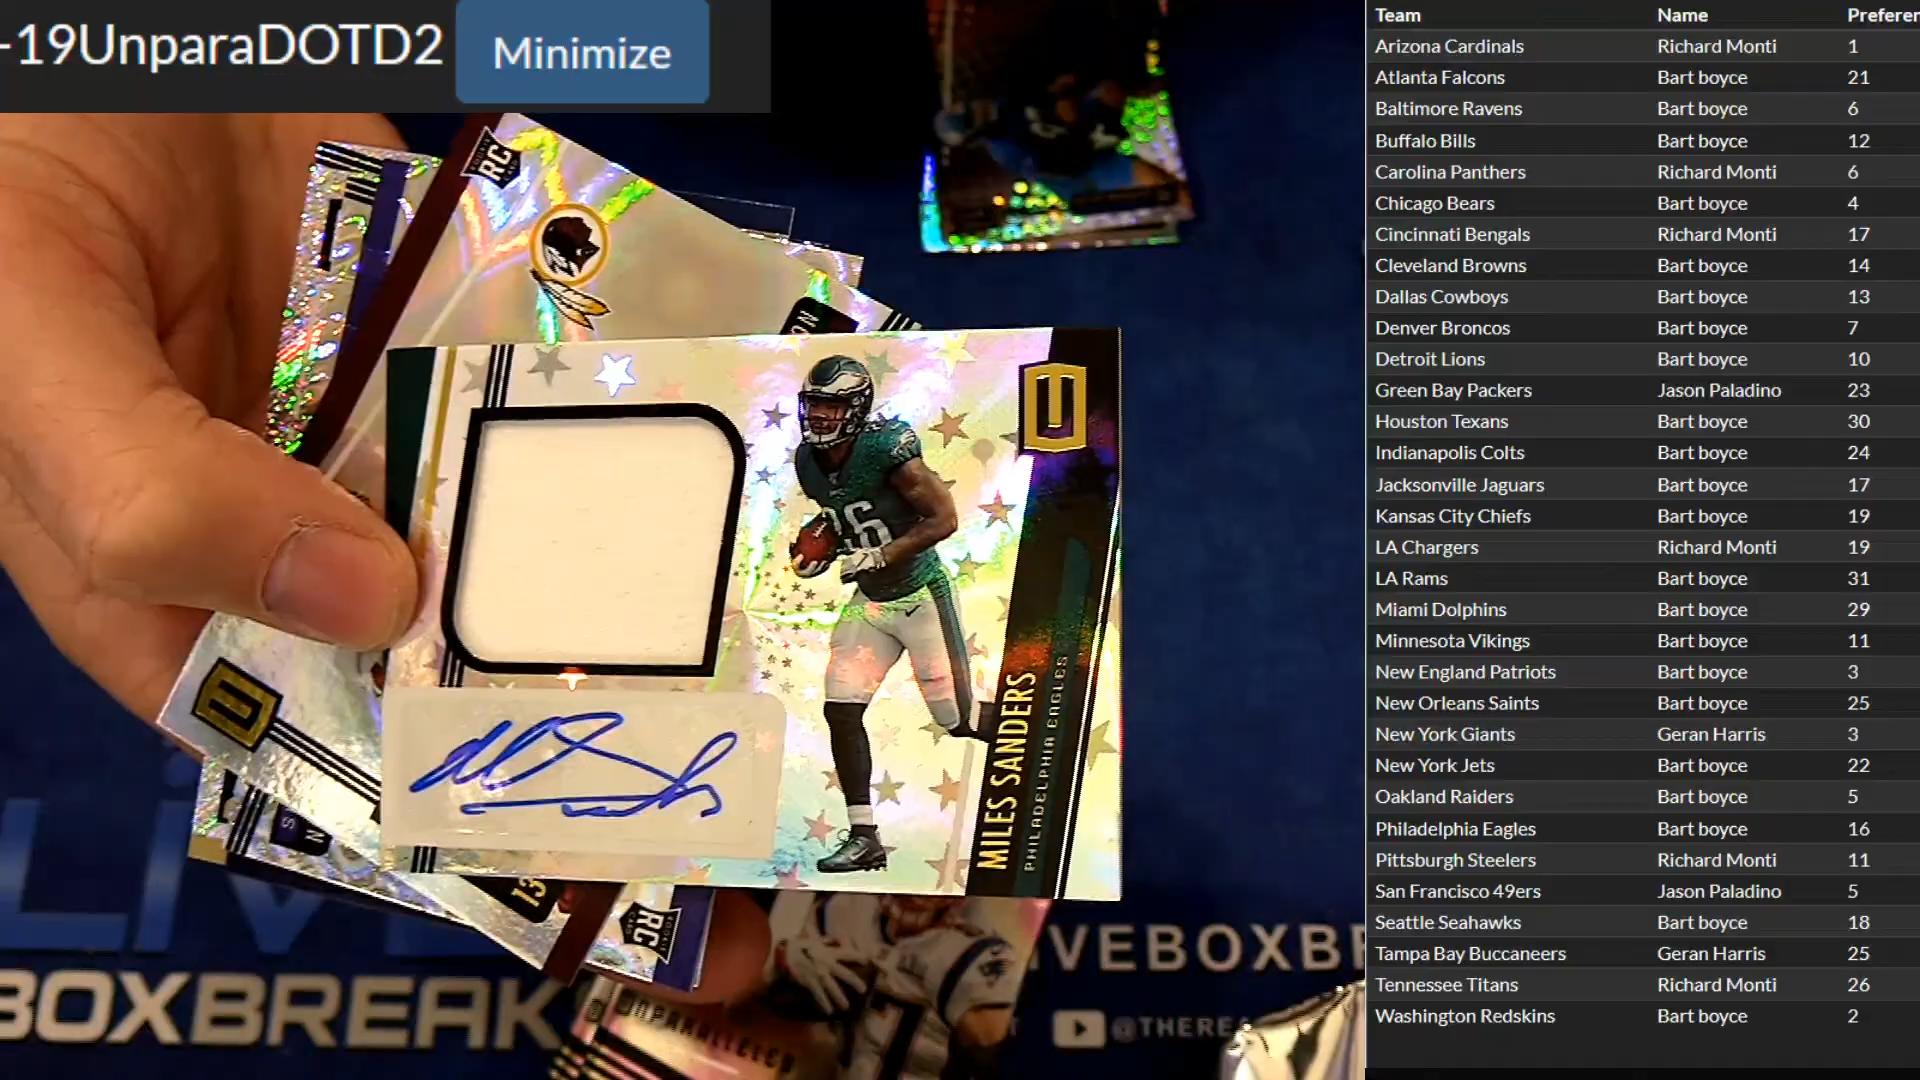 -19UnparaDOTD2 Minimize
Team Name Preferen
Arizona Cardinals Richard Monti 1
Atlanta Falcons Bart boyce 21
Baltimore Ravens Bart boyce 6
Buffalo Bills Bart boyce 12
Carolina Panthers Richard Monti 6
Chicago Bears Bart boyce 4
Cincinnati Bengals Richard Monti 17
Cleveland Browns Bart boyce 14
Dallas Cowboys Bart boyce 13
Denver Broncos Bart boyce 7
Detroit Lions Bart boyce 10
Green Bay Packers Jason Paladino 23
Houston Texans Bart boyce 30
Indianapolis Colts Bart boyce 24
Jacksonville Jaguars Bart boyce 17
Kansas City Chiefs Bart boyce 19
LA Chargers Richard Monti 19
LA Rams Bart boyce 31
Miami Dolphins Bart boyce 29
Minnesota Vikings Bart boyce 11
New England Patriots Bart boyce 3
New Orleans Saints Bart boyce 25
New York Giants Geran Harris 3
New York Jets Bart boyce 22
Oakland Raiders Bart boyce 5
Philadelphia Eagles Bart boyce 16
Pittsburgh Steelers Richard Monti 11
San Francisco 49ers Jason Paladino 5
Seattle Seahawks Bart boyce 18
Tampa Bay Buccaneers Geran Harris 25
Tennessee Titans Richard Monti 26
Washington Redskins Bart boyce 2
RC
U
26
MILES SANDERS
PHILADELPHIA EAGLES
U
13
RC
LIV
BOXBREAK
IVEBOXB
@THEREA
UNPARALLELED